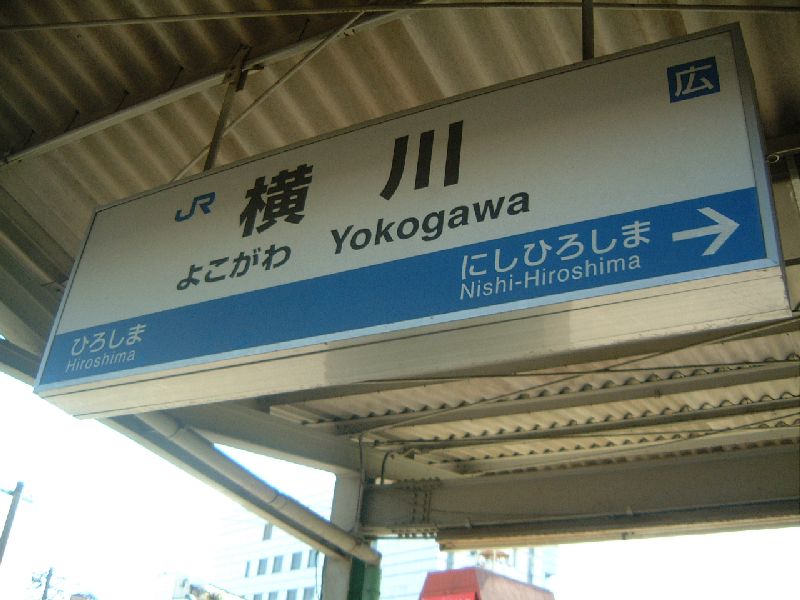 広
JR 横川
よこがわ Yokogawa
にしひろしま →
Nishi-Hiroshima
ひろしま
Hiroshima